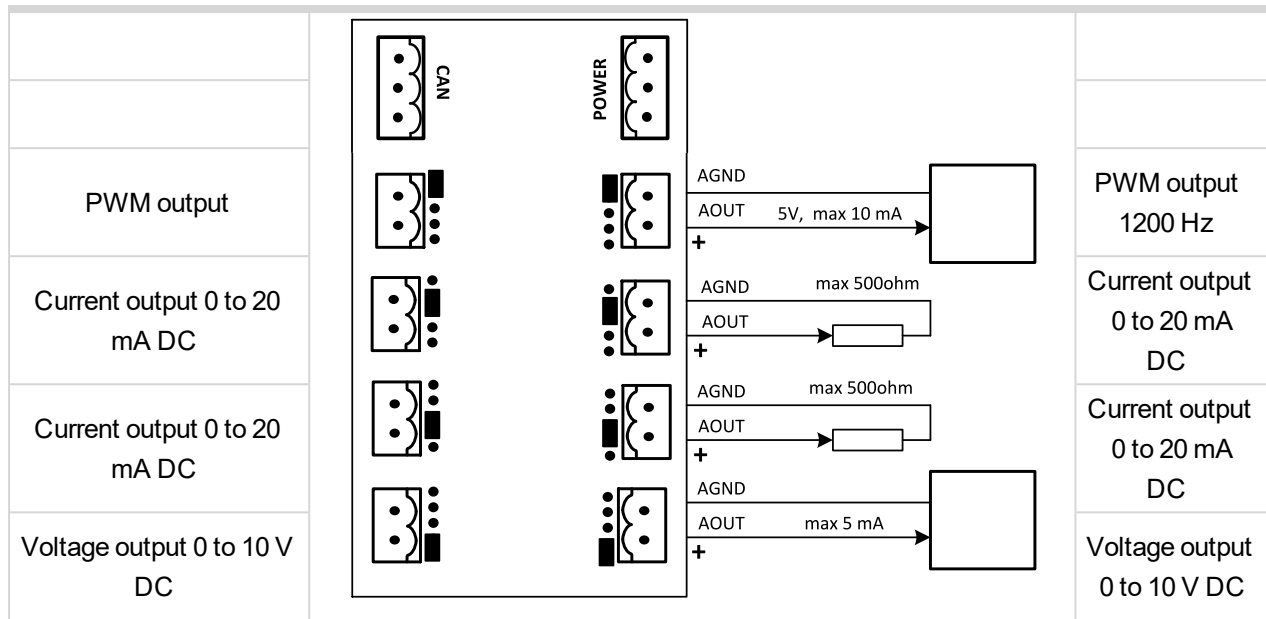 CAN
POWER
PWM output
AGND
AOUT
5V, max 10 mA
+
PWM output
1200 Hz
Current output 0 to 20
mA DC
AGND
max 500ohm
AOUT
+
Current output
0 to 20 mA
DC
Current output 0 to 20
mA DC
AGND
max 500ohm
AOUT
+
Current output
0 to 20 mA
DC
Voltage output 0 to 10 V
DC
AGND
AOUT
max 5 mA
+
Voltage output
0 to 10 V DC